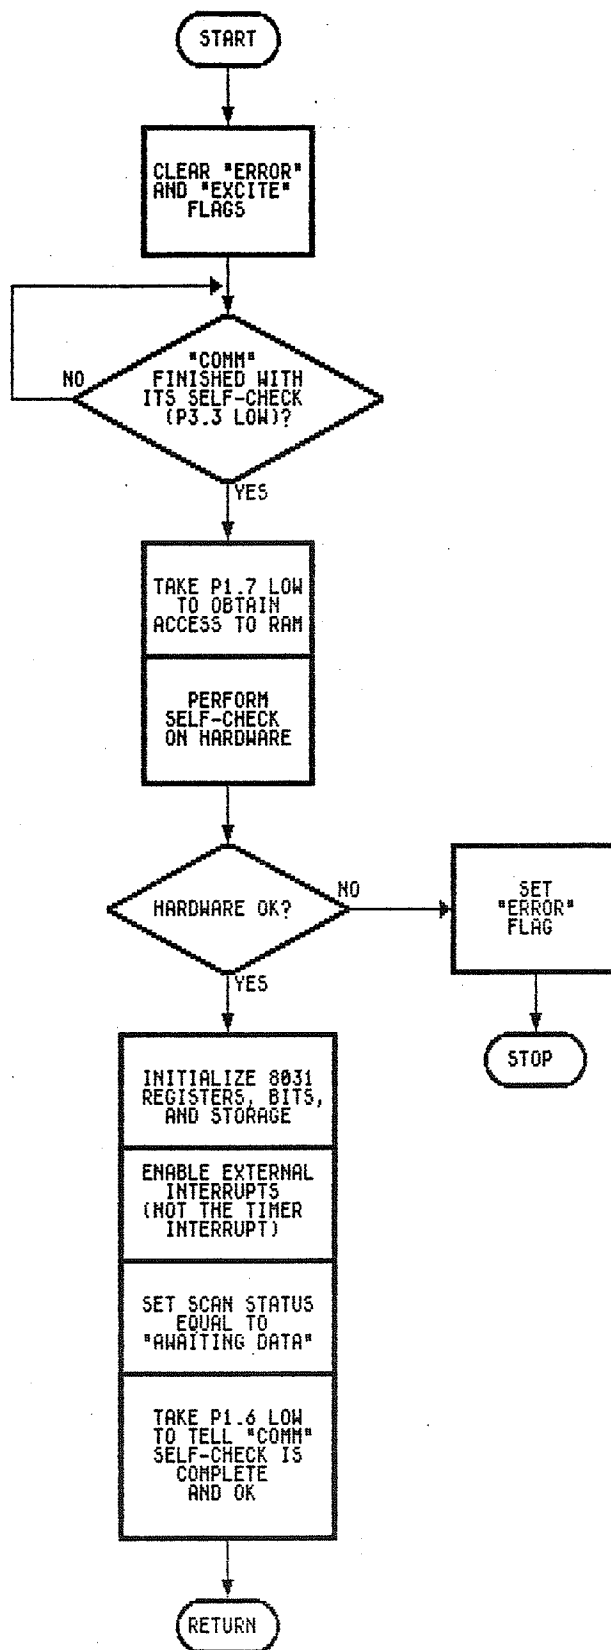 START
CLEAR "ERROR"
AND "EXCITE"
FLAGS
"COMM"
FINISHED WITH
ITS SELF-CHECK
(P3.3 LOW)?
NO
YES
TAKE P1.7 LOW
TO OBTAIN
ACCESS TO RAM
PERFORM
SELF-CHECK
ON HARDWARE
HARDWARE OK?
NO
SET
"ERROR"
FLAG
STOP
YES
INITIALIZE 8031
REGISTERS, BITS,
AND STORAGE
ENABLE EXTERNAL
INTERRUPTS
(NOT THE TIMER
INTERRUPT)
SET SCAN STATUS
EQUAL TO
"AWAITING DATA"
TAKE P1.6 LOW
TO TELL "COMM"
SELF-CHECK IS
COMPLETE
AND OK
RETURN